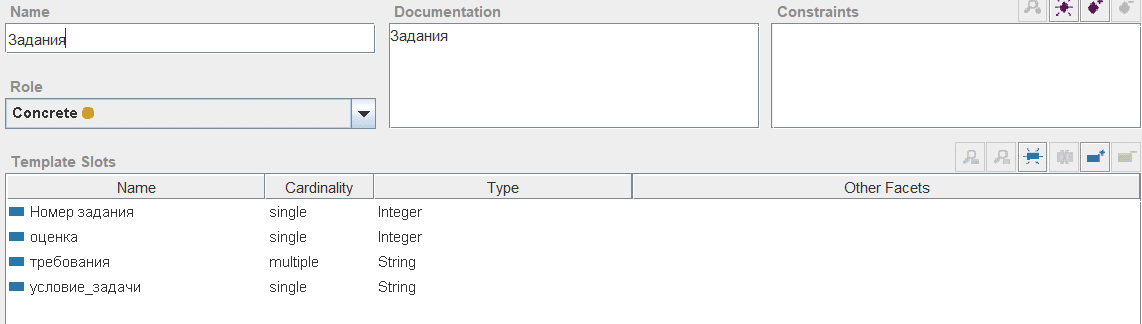 Name Documentation Constraints
Задания Задания
Role
Concrete
Template Slots
Name Cardinality Type Other Facets
Номер задания single Integer
оценка single Integer
требования multiple String
условие_задачи single String